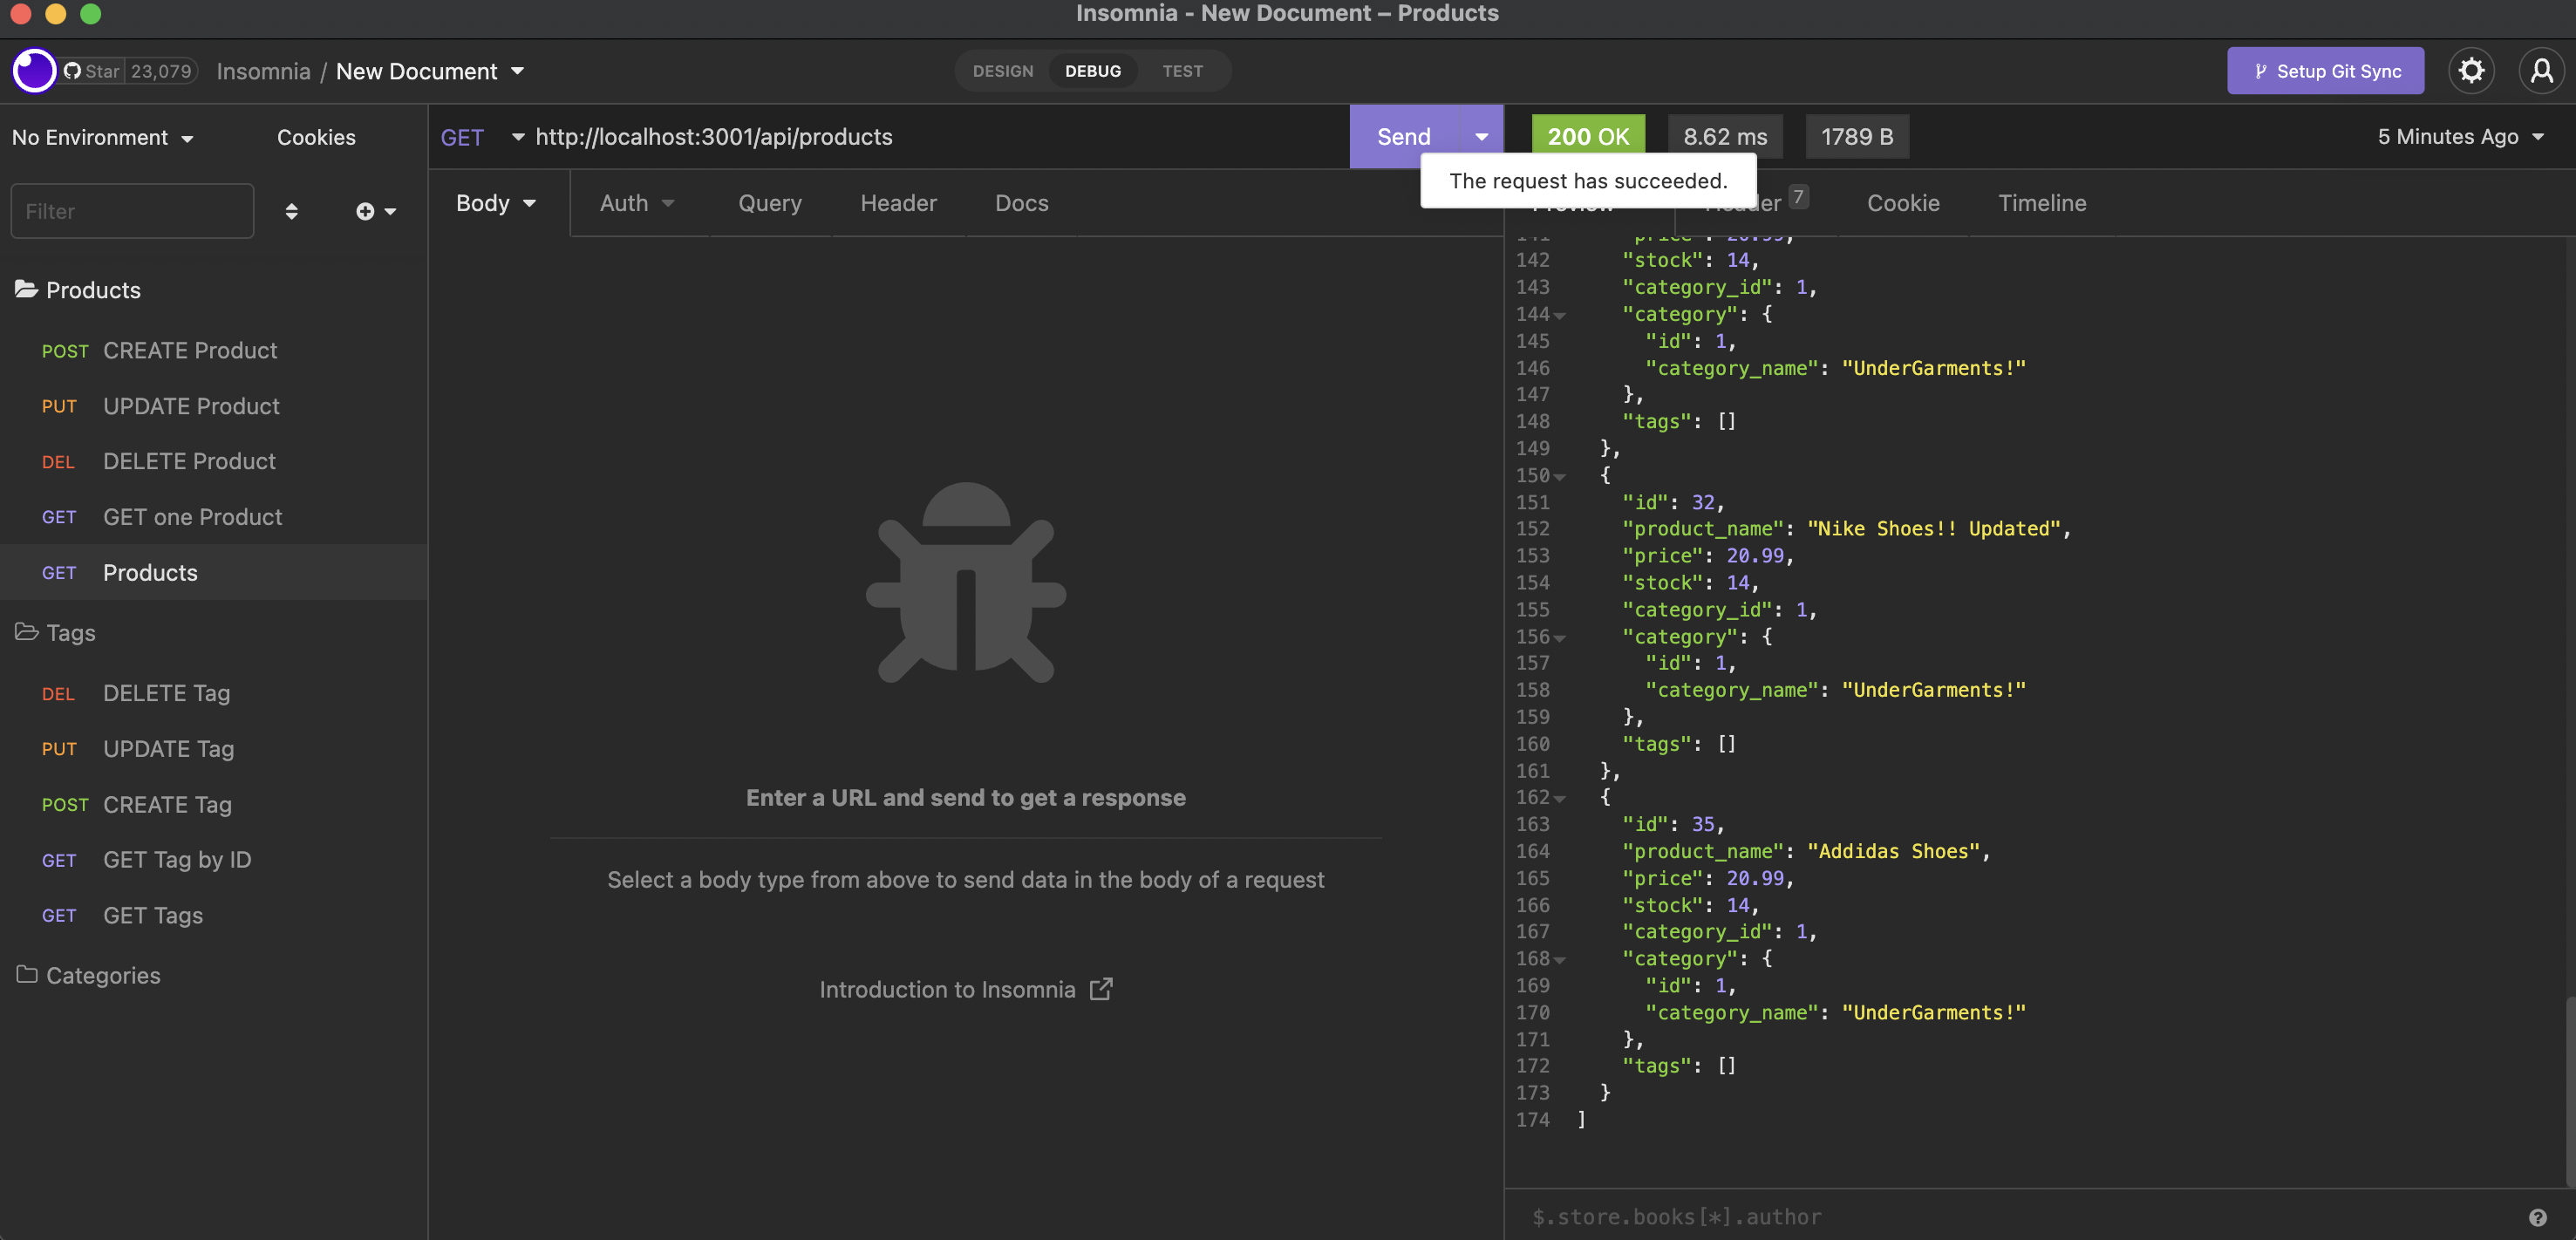 Insomnia - New Document – Products
Star 23,079 Insomnia / New Document
DESIGN DEBUG TEST
Setup Git Sync
No Environment Cookies
GET http://localhost:3001/api/products
Send
200 OK 8.62 ms 1789 B
5 Minutes Ago
The request has succeeded.
Filter
Body Auth Query Header Docs
Preview Header 7 Cookie Timeline
Products
POST CREATE Product
PUT UPDATE Product
DEL DELETE Product
GET GET one Product
GET Products
Tags
DEL DELETE Tag
PUT UPDATE Tag
POST CREATE Tag
GET GET Tag by ID
GET GET Tags
Categories
Enter a URL and send to get a response
Select a body type from above to send data in the body of a request
Introduction to Insomnia
141 "price": 20.99,
142 "stock": 14,
143 "category_id": 1,
144 "category": {
145 "id": 1,
146 "category_name": "UnderGarments!"
147 },
148 "tags": []
149 },
150 {
151 "id": 32,
152 "product_name": "Nike Shoes!! Updated",
153 "price": 20.99,
154 "stock": 14,
155 "category_id": 1,
156 "category": {
157 "id": 1,
158 "category_name": "UnderGarments!"
159 },
160 "tags": []
161 },
162 {
163 "id": 35,
164 "product_name": "Addidas Shoes",
165 "price": 20.99,
166 "stock": 14,
167 "category_id": 1,
168 "category": {
169 "id": 1,
170 "category_name": "UnderGarments!"
171 },
172 "tags": []
173 }
174 ]
$.store.books[*].author